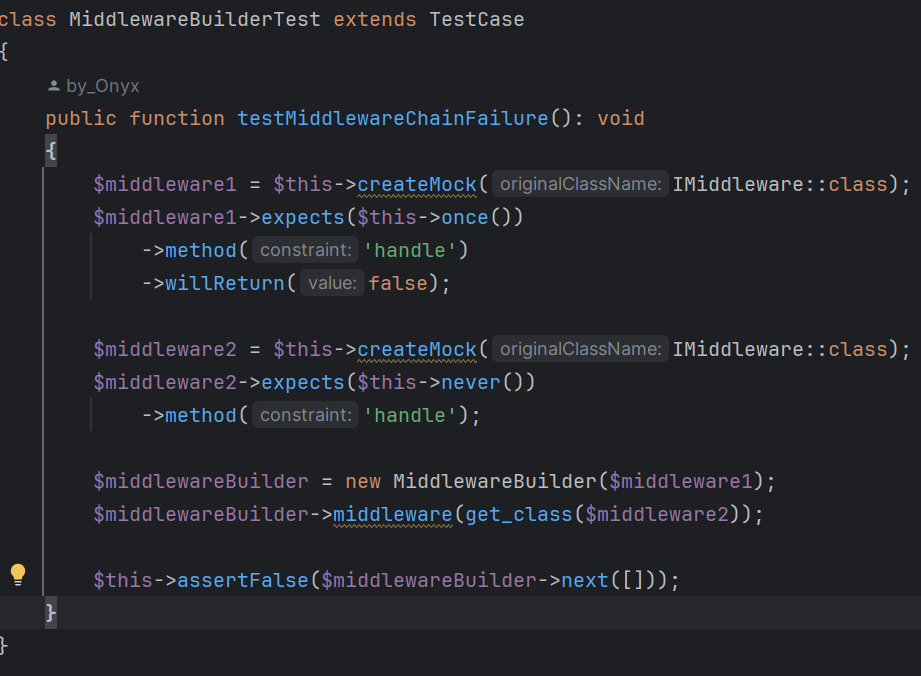 class MiddlewareBuilderTest extends TestCase
{
by_Onyx
public function testMiddlewareChainFailure(): void
{
$middleware1 = $this->createMock( originalClassName: IMiddleware::class);
$middleware1->expects($this->once())
->method( constraint: 'handle')
->willReturn( value: false);
$middleware2 = $this->createMock( originalClassName: IMiddleware::class);
$middleware2->expects($this->never())
->method( constraint: 'handle');
$middlewareBuilder = new MiddlewareBuilder($middleware1);
$middlewareBuilder->middleware(get_class($middleware2));
$this->assertFalse($middlewareBuilder->next([]));
}
}